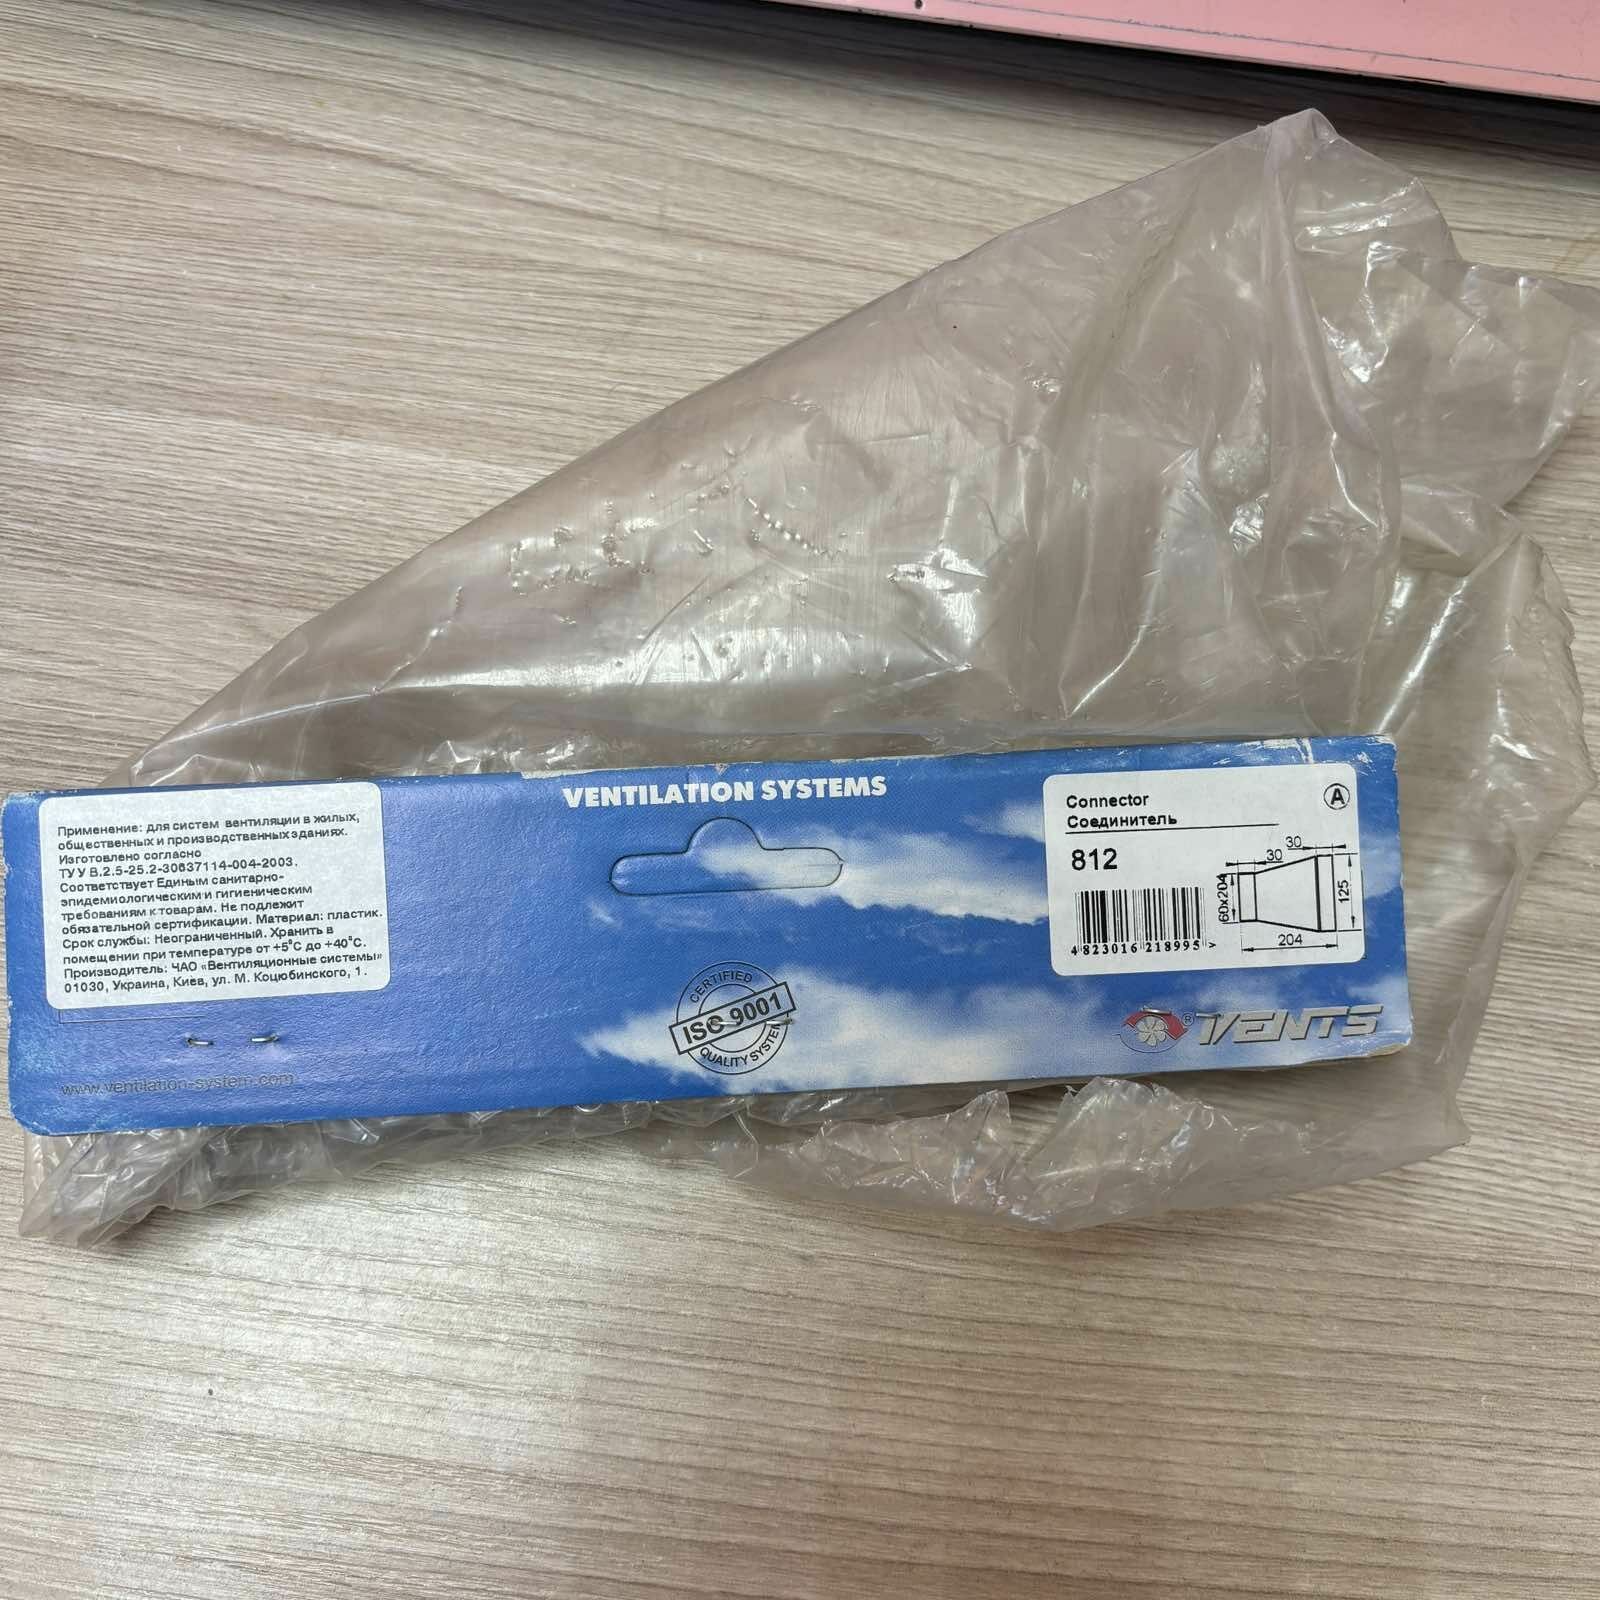 VENTILATION SYSTEMS
Применение: для систем вентиляции в жилых,
общественных и производственных зданиях.
Изготовлено согласно
ТУ У В.2.5-25.2-30637114-004-2003.
Соответствует Единым санитарно-
эпидемиологическим и гигиеническим
требованиям к товарам. Не подлежит
обязательной сертификации. Материал: пластик.
Срок службы: Неограниченный. Хранить в
помещении при температуре от +5°С до +40°С.
Производитель: ЧАО «Вентиляционные системы»
01030, Украина, Киев, ул. М. Коцюбинского, 1.
www.ventilation-system.com
CERTIFIED
ISO 9001
QUALITY SYSTEM
Connector
Соединитель
A
812
30
30
60x204
125
204
4 823016 218995 >
® VENTS